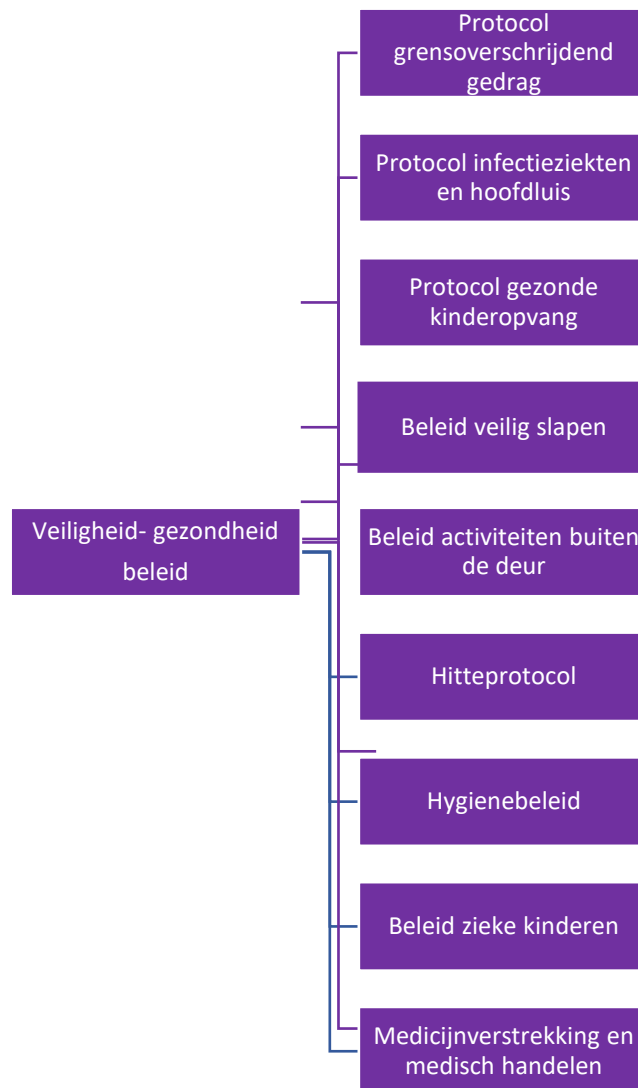 Protocol
grensoverschrijdend
gedrag
Protocol infectieziekten
en hoofdluis
Protocol gezonde
kinderopvang
Beleid veilig slapen
Veiligheid- gezondheid
beleid
Beleid activiteiten buiten
de deur
Hitteprotocol
Hygienebeleid
Beleid zieke kinderen
Medicijnverstrekking en
medisch handelen